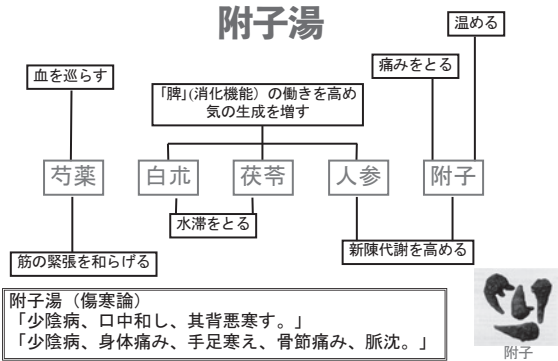 附子湯
温める
痛みをとる
血を巡らす
「脾」(消化機能）の働きを高め
気の生成を増す
芍薬
白朮
茯苓
人参
附子
水滞をとる
筋の緊張を和らげる
新陳代謝を高める
附子湯（傷寒論）
「少陰病、口中和し、其背悪寒す。」
「少陰病、身体痛み、手足寒え、骨節痛み、脈沈。」
附子